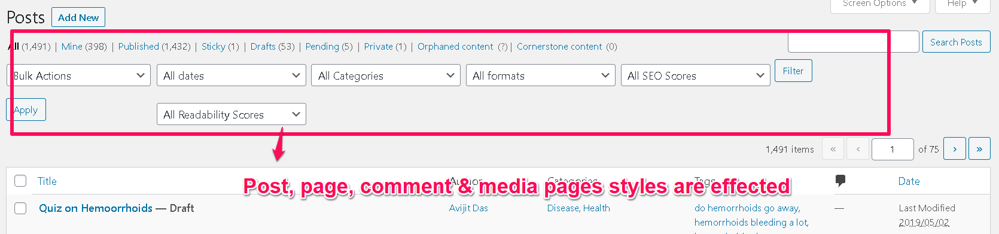 Screen Options ▼ Help ▼
Posts Add New
All (1,491) | Mine (398) | Published (1,432) | Sticky (1) | Drafts (53) | Pending (5) | Private (1) | Orphaned content (?) | Cornerstone content (0)
Search Posts
Bulk Actions All dates All Categories All formats All SEO Scores Filter
Apply All Readability Scores
1,491 items « ‹ 1 of 75 › »
Title Author Categories Tags Date
Post, page, comment & media pages styles are effected
Quiz on Hemoorrhoids — Draft Avijit Das Disease, Health do hemorrhoids go away, — Last Modified
hemorrhoids bleeding a lot, 2019/05/02